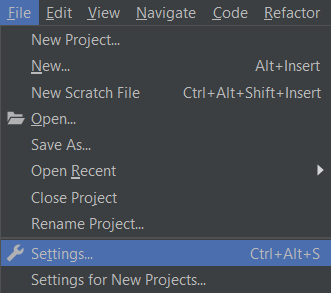 File Edit View Navigate Code Refactor
New Project...
New... Alt+Insert
New Scratch File Ctrl+Alt+Shift+Insert
Open...
Save As...
Open Recent
Close Project
Rename Project...
Settings... Ctrl+Alt+S
Settings for New Projects...